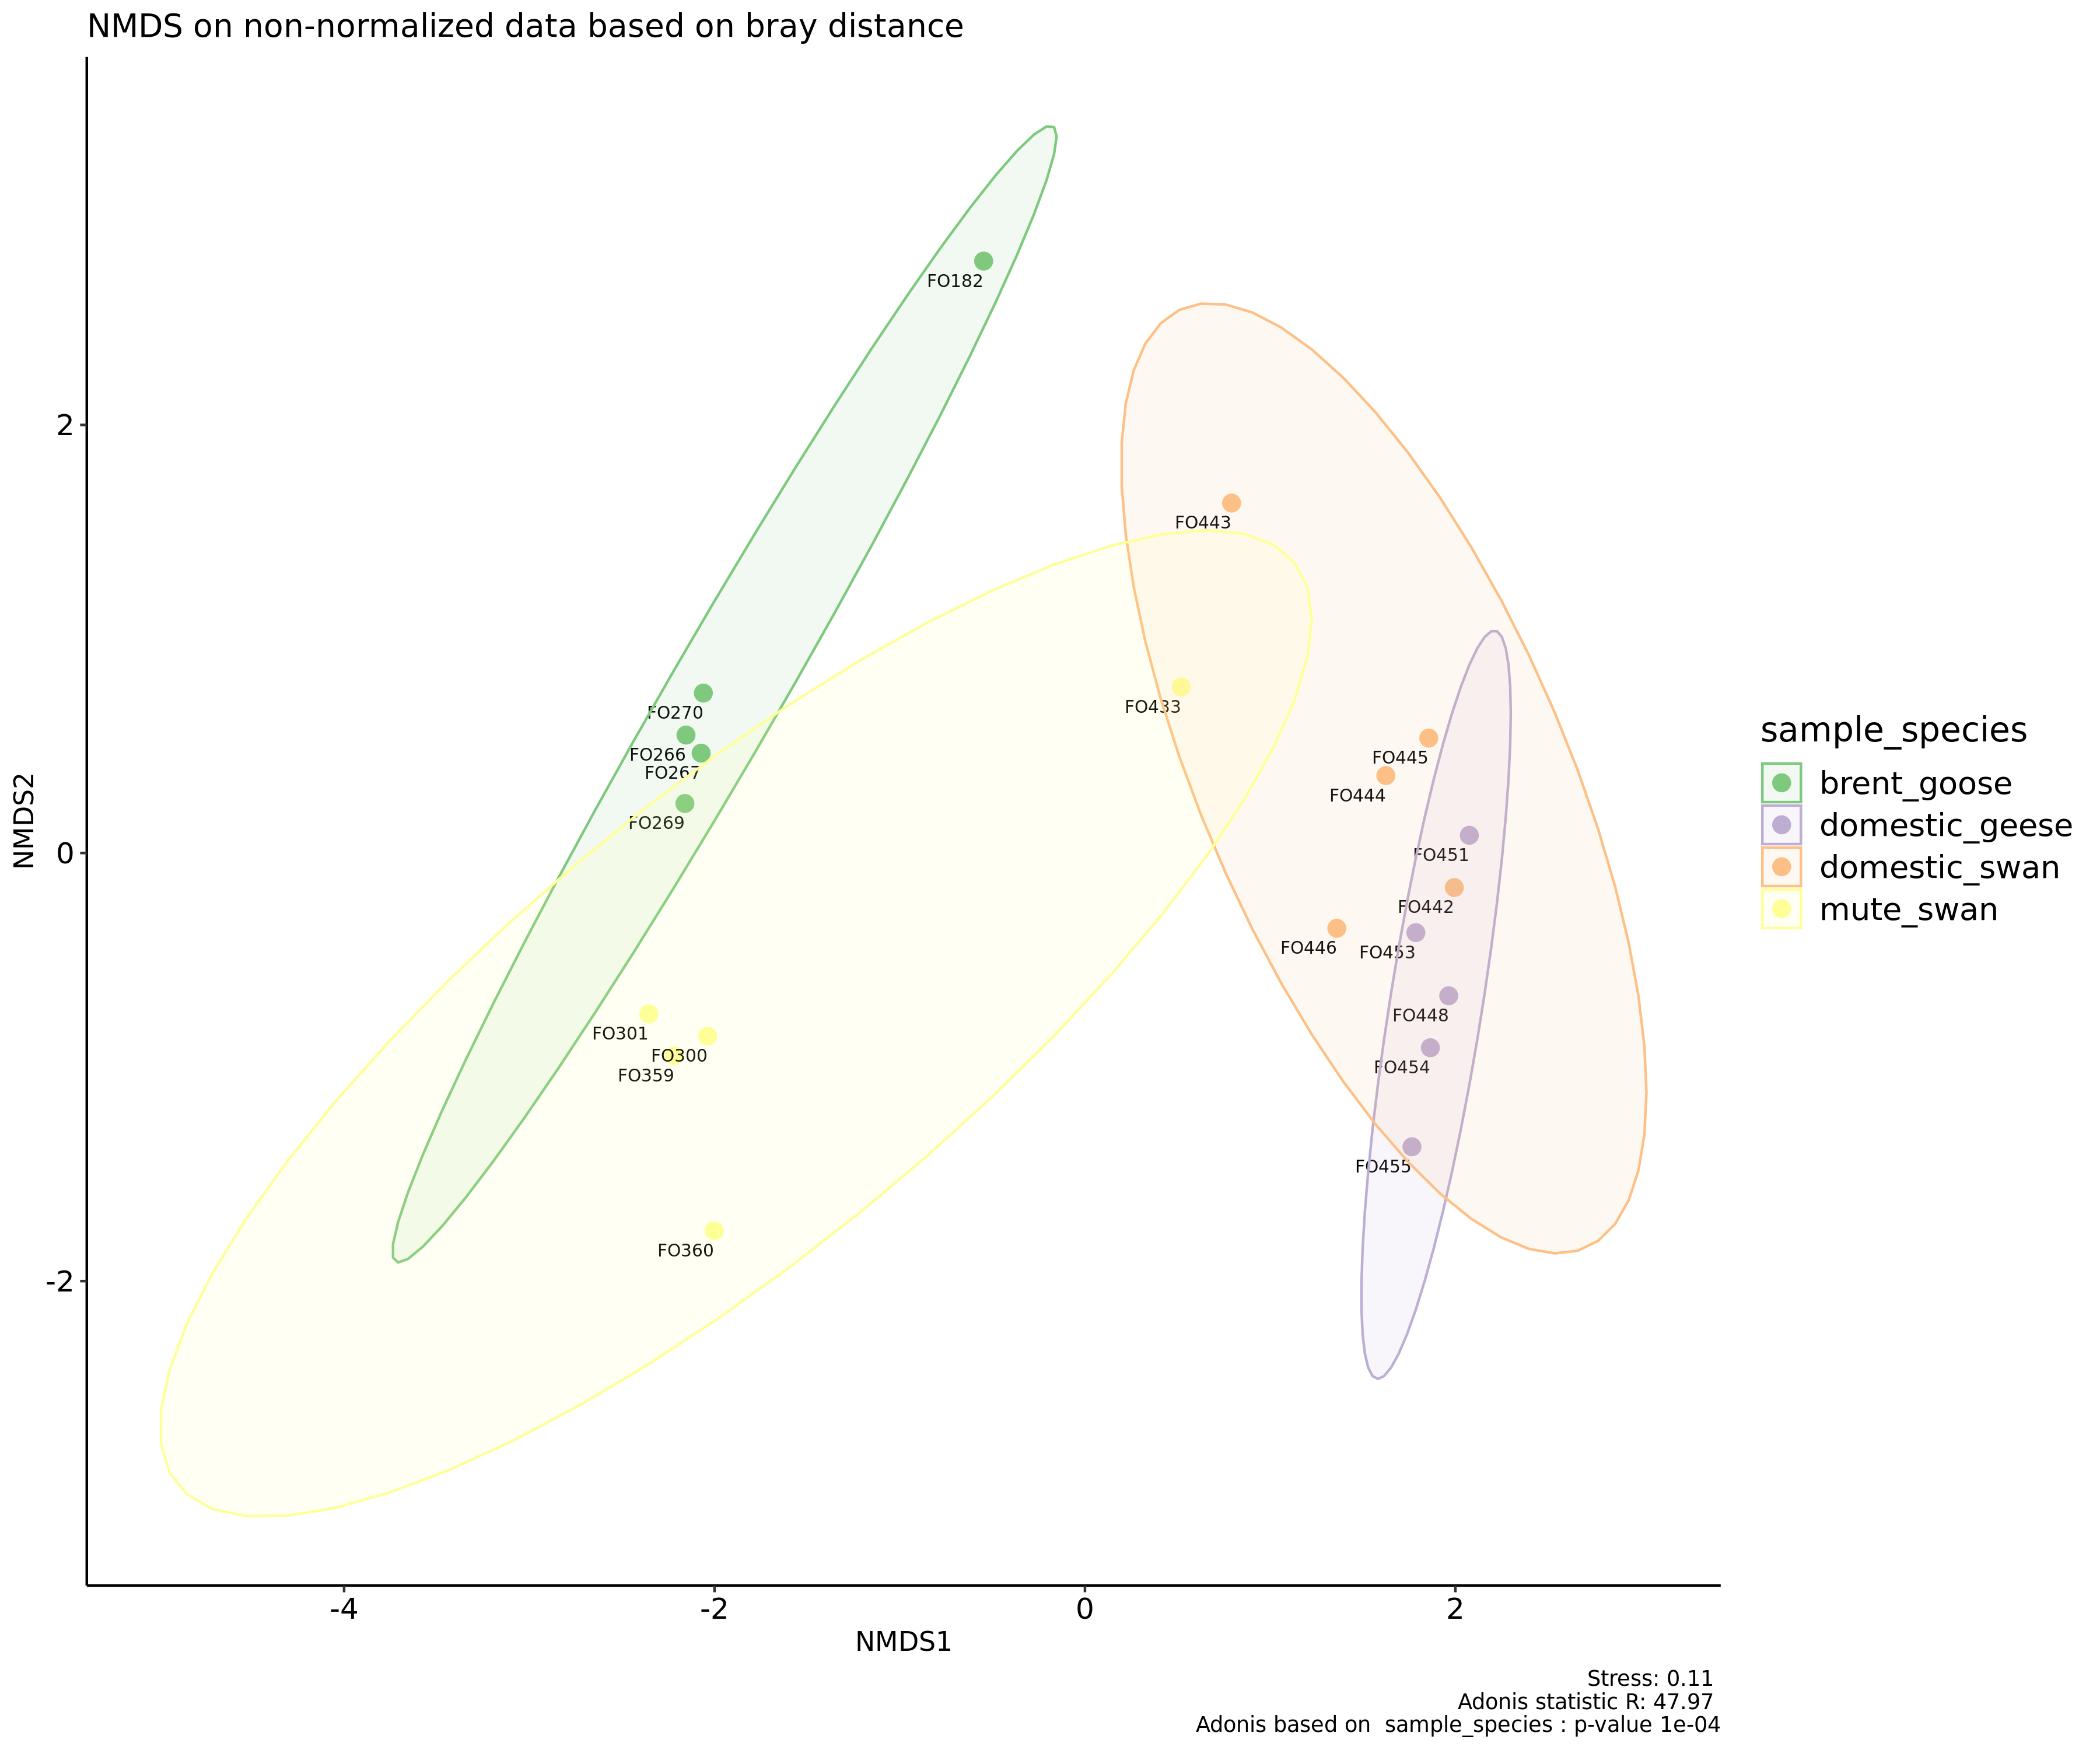 NMDS on non-normalized data based on bray distance
FO182
2
FO443
FO433
FO270
FO266
FO267
FO445
FO444
FO269
NMDS2
0
FO451
FO442
FO446
FO453
FO448
FO454
FO301
FO300
FO359
FO455
FO360
-2
sample_species
brent_goose
domestic_geese
domestic_swan
mute_swan
-4
-2
0
2
NMDS1
Stress: 0.11
Adonis statistic R: 47.97
Adonis based on  sample_species : p-value 1e-04